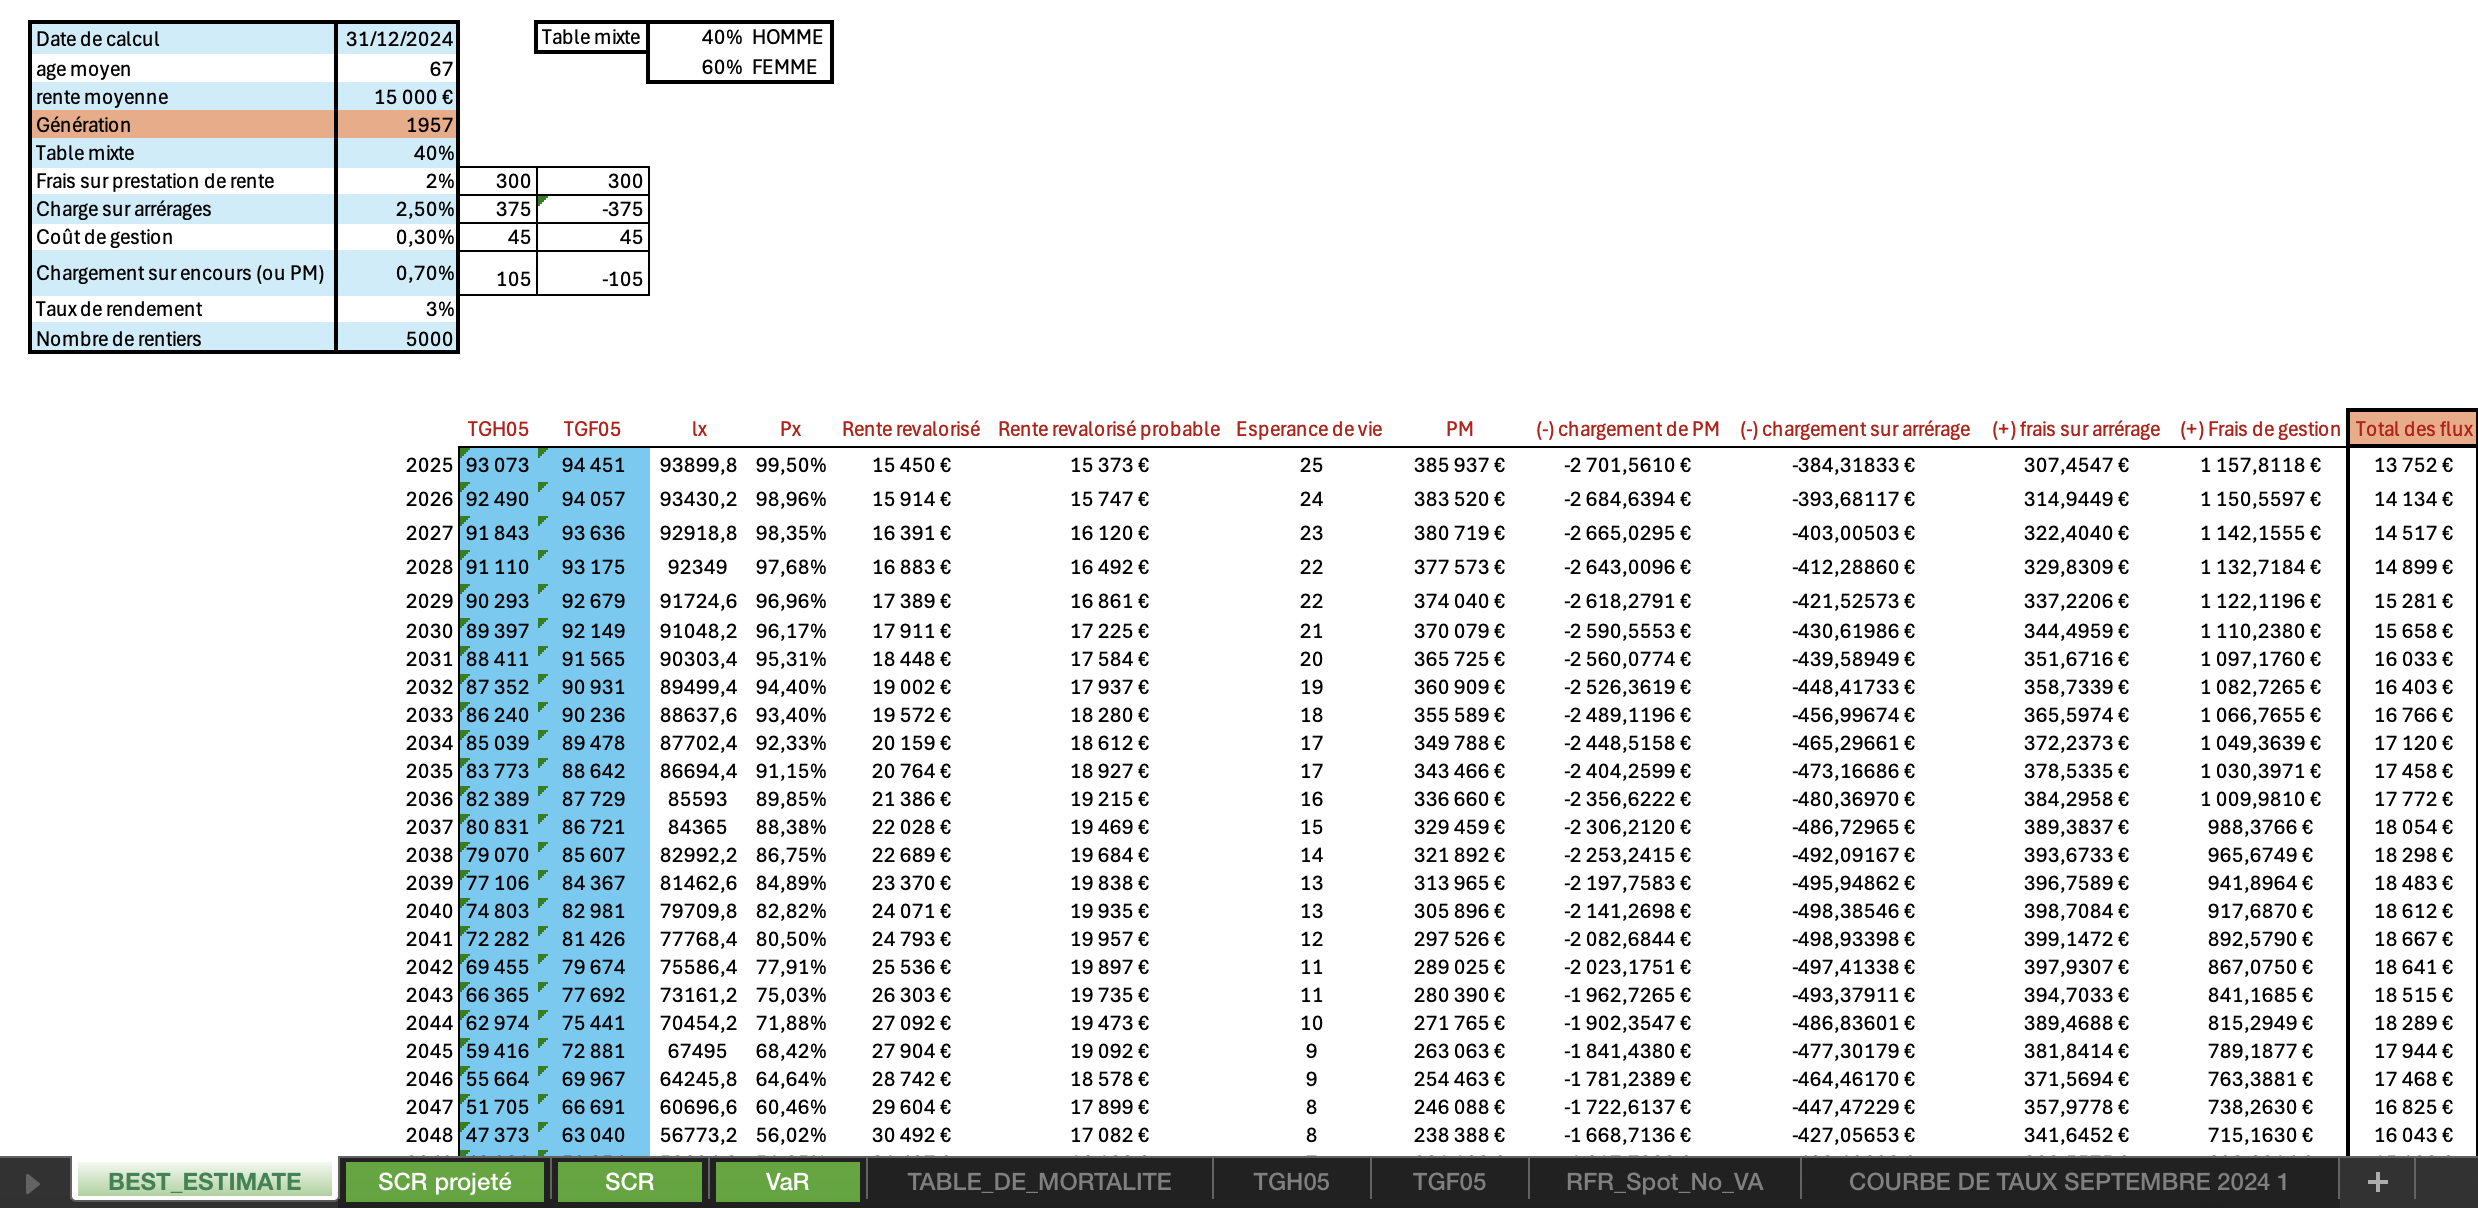 Date de calcul 31/12/2024 Table mixte 40% HOMME
age moyen 67 60% FEMME
rente moyenne 15 000 €
Génération 1957
Table mixte 40%
Frais sur prestation de rente 2% 300 300
Charge sur arrérages 2,50% 375 -375
Coût de gestion 0,30% 45 45
Chargement sur encours (ou PM) 0,70% 105 -105
Taux de rendement 3%
Nombre de rentiers 5000
TGH05 TGF05 lx Px Rente revalorisé Rente revalorisé probable Esperance de vie PM (-) chargement de PM (-) chargement sur arrérage (+) frais sur arrérage (+) Frais de gestion Total des flux
2025 93 073 94 451 93899,8 99,50% 15 450 € 15 373 € 25 385 937 € -2 701,5610 € -384,31833 € 307,4547 € 1 157,8118 € 13 752 €
2026 92 490 94 057 93430,2 98,96% 15 914 € 15 747 € 24 383 520 € -2 684,6394 € -393,68117 € 314,9449 € 1 150,5597 € 14 134 €
2027 91 843 93 636 92918,8 98,35% 16 391 € 16 120 € 23 380 719 € -2 665,0295 € -403,00503 € 322,4040 € 1 142,1555 € 14 517 €
2028 91 110 93 175 92349 97,68% 16 883 € 16 492 € 22 377 573 € -2 643,0096 € -412,28860 € 329,8309 € 1 132,7184 € 14 899 €
2029 90 293 92 679 91724,6 96,96% 17 389 € 16 861 € 22 374 040 € -2 618,2791 € -421,52573 € 337,2206 € 1 122,1196 € 15 281 €
2030 89 397 92 149 91048,2 96,17% 17 911 € 17 225 € 21 370 079 € -2 590,5553 € -430,61986 € 344,4959 € 1 110,2380 € 15 658 €
2031 88 411 91 565 90303,4 95,31% 18 448 € 17 584 € 20 365 725 € -2 560,0774 € -439,58949 € 351,6716 € 1 097,1760 € 16 033 €
2032 87 352 90 931 89499,4 94,40% 19 002 € 17 937 € 19 360 909 € -2 526,3619 € -448,41733 € 358,7339 € 1 082,7265 € 16 403 €
2033 86 240 90 236 88637,6 93,40% 19 572 € 18 280 € 18 355 589 € -2 489,1196 € -456,99674 € 365,5974 € 1 066,7655 € 16 766 €
2034 85 039 89 478 87702,4 92,33% 20 159 € 18 612 € 17 349 788 € -2 448,5158 € -465,29661 € 372,2373 € 1 049,3639 € 17 120 €
2035 83 773 88 642 86694,4 91,15% 20 764 € 18 927 € 17 343 466 € -2 404,2599 € -473,16686 € 378,5335 € 1 030,3971 € 17 458 €
2036 82 389 87 729 85593 89,85% 21 386 € 19 215 € 16 336 660 € -2 356,6222 € -480,36970 € 384,2958 € 1 009,9810 € 17 772 €
2037 80 831 86 721 84365 88,38% 22 028 € 19 469 € 15 329 459 € -2 306,2120 € -486,72965 € 389,3837 € 988,3766 € 18 054 €
2038 79 070 85 607 82992,2 86,75% 22 689 € 19 684 € 14 321 892 € -2 253,2415 € -492,09167 € 393,6733 € 965,6749 € 18 298 €
2039 77 106 84 367 81462,6 84,89% 23 370 € 19 838 € 13 313 965 € -2 197,7583 € -495,94862 € 396,7589 € 941,8964 € 18 483 €
2040 74 803 82 981 79709,8 82,82% 24 071 € 19 935 € 13 305 896 € -2 141,2698 € -498,38546 € 398,7084 € 917,6870 € 18 612 €
2041 72 282 81 426 77768,4 80,50% 24 793 € 19 957 € 12 297 526 € -2 082,6844 € -498,93398 € 399,1472 € 892,5790 € 18 667 €
2042 69 455 79 674 75586,4 77,91% 25 536 € 19 897 € 11 289 025 € -2 023,1751 € -497,41338 € 397,9307 € 867,0750 € 18 641 €
2043 66 365 77 692 73161,2 75,03% 26 303 € 19 735 € 11 280 390 € -1 962,7265 € -493,37911 € 394,7033 € 841,1685 € 18 515 €
2044 62 974 75 441 70454,2 71,88% 27 092 € 19 473 € 10 271 765 € -1 902,3547 € -486,83601 € 389,4688 € 815,2949 € 18 289 €
2045 59 416 72 881 67495 68,42% 27 904 € 19 092 € 9 263 063 € -1 841,4380 € -477,30179 € 381,8414 € 789,1877 € 17 944 €
2046 55 664 69 967 64245,8 64,64% 28 742 € 18 578 € 9 254 463 € -1 781,2389 € -464,46170 € 371,5694 € 763,3881 € 17 468 €
2047 51 705 66 691 60696,6 60,46% 29 604 € 17 899 € 8 246 088 € -1 722,6137 € -447,47229 € 357,9778 € 738,2630 € 16 825 €
2048 47 373 63 040 56773,2 56,02% 30 492 € 17 082 € 8 238 388 € -1 668,7136 € -427,05653 € 341,6452 € 715,1630 € 16 043 €
BEST_ESTIMATE SCR projeté SCR VaR TABLE_DE_MORTALITE TGH05 TGF05 RFR_Spot_No_VA COURBE DE TAUX SEPTEMBRE 2024 1 +